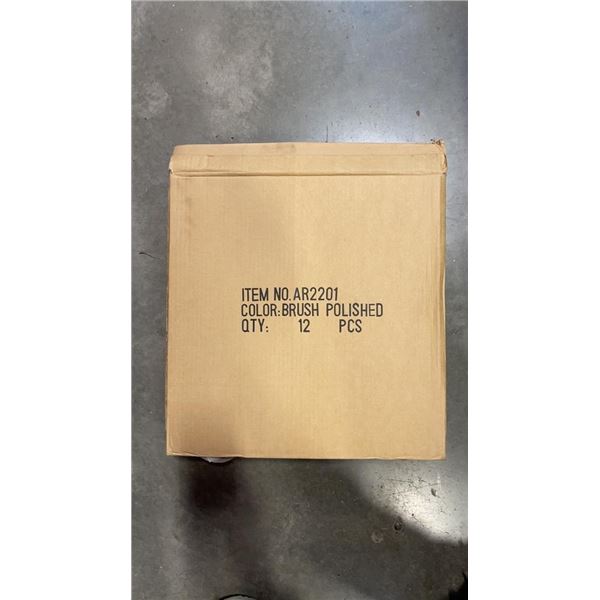 ITEM NO.AR2201
COLOR:BRUSH POLISHED
QTY: 12 PCS